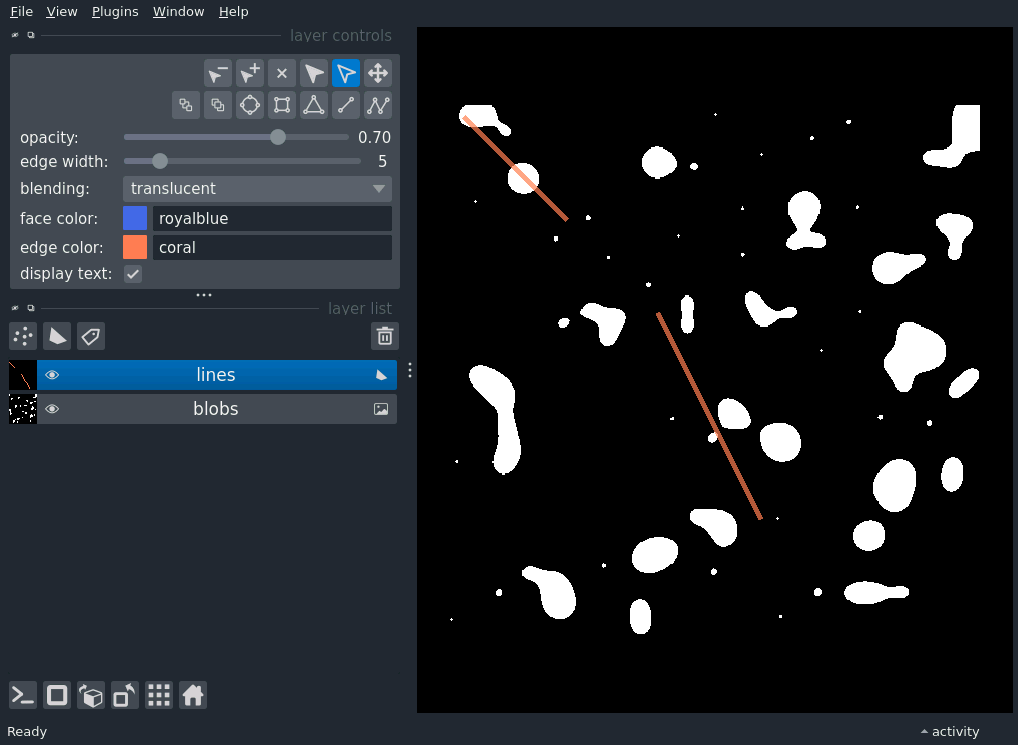 File View Plugins Window Help
layer controls
opacity: 0.70
edge width: 5
blending: translucent
face color: royalblue
edge color: coral
display text:
layer list
lines
blobs
Ready
activity